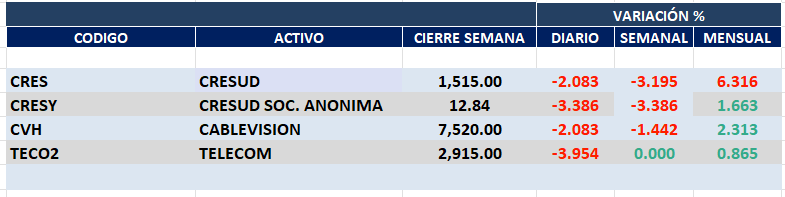 VARIACIÓN %
CODIGO ACTIVO CIERRE SEMANA DIARIO SEMANAL MENSUAL
CRES CRESUD 1,515.00 -2.083 -3.195 6.316
CRESY CRESUD SOC. ANONIMA 12.84 -3.386 -3.386 1.663
CVH CABLEVISION 7,520.00 -2.083 -1.442 2.313
TECO2 TELECOM 2,915.00 -3.954 0.000 0.865